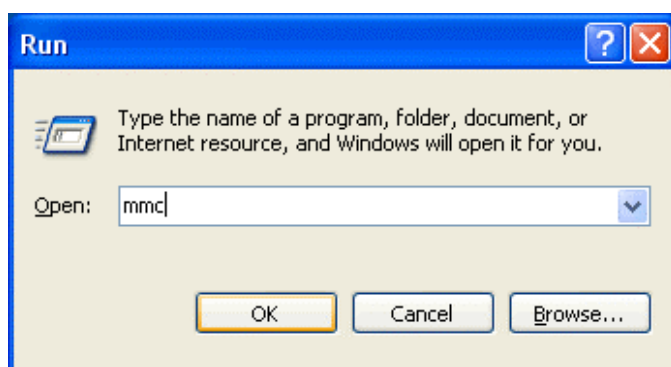 Run
Type the name of a program, folder, document, or
Internet resource, and Windows will open it for you.
Open: mmc
OK Cancel Browse...